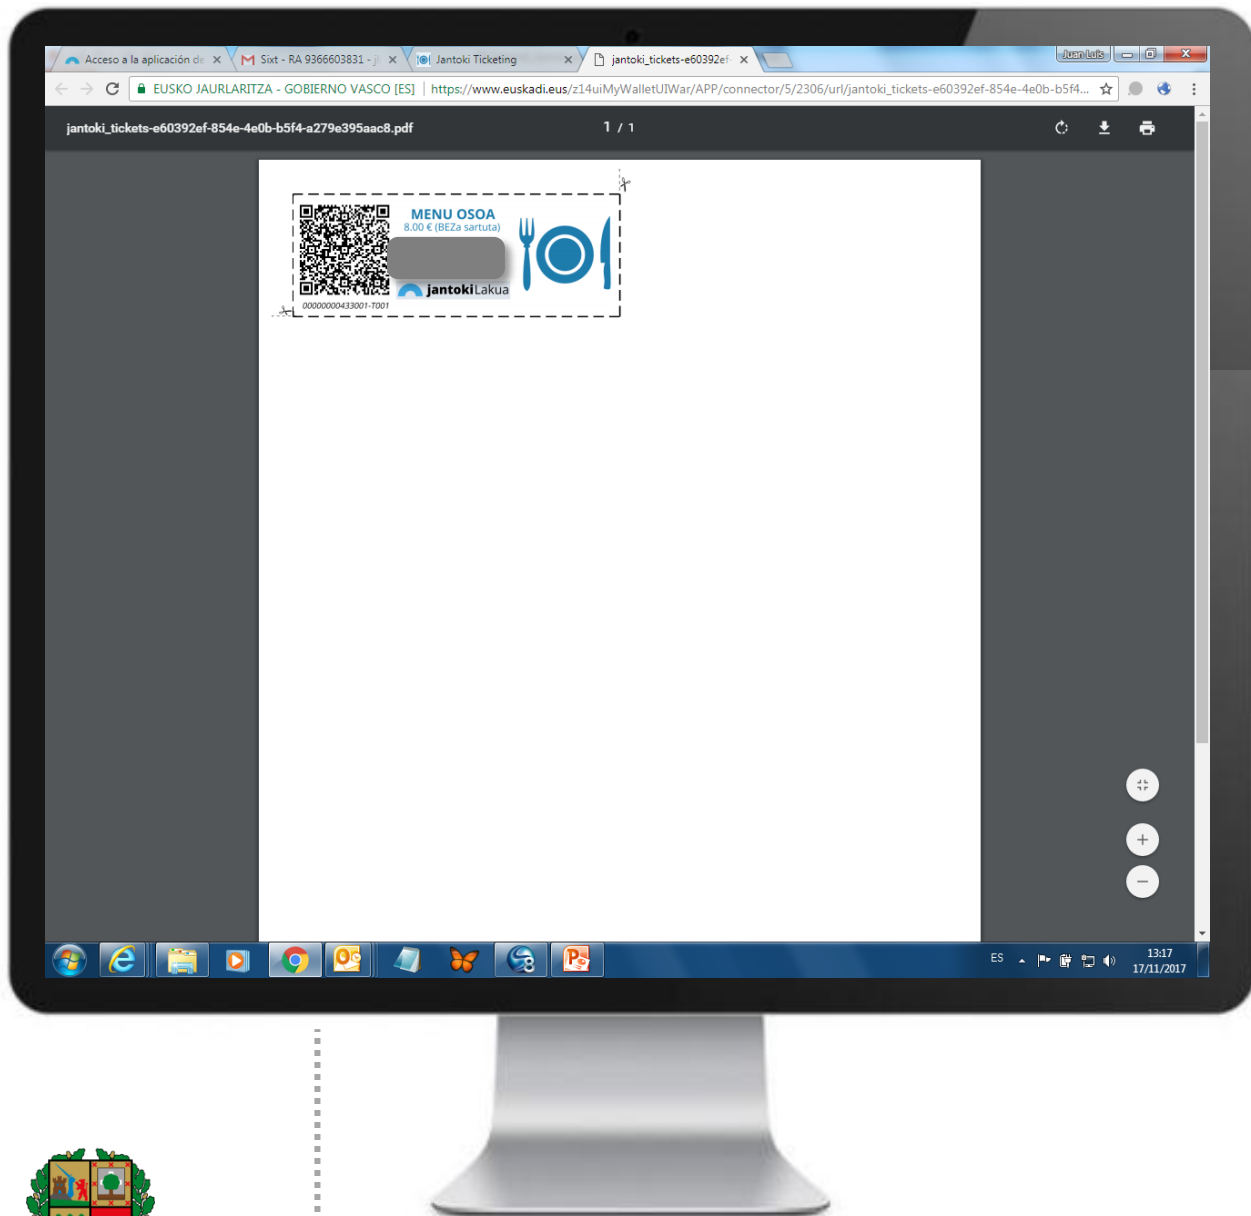 Acceso a la aplicación de
Sixt - RA 9366603831 - j
Jantoki Ticketing
jantoki_tickets-e60392ef-
Juan Luis
EUSKO JAURLARITZA - GOBIERNO VASCO [ES] | https://www.euskadi.eus/z14uiMyWalletUIWar/APP/connector/5/2306/url/jantoki_tickets-e60392ef-854e-4e0b-b5f4...
jantoki_tickets-e60392ef-854e-4e0b-b5f4-a279e395aac8.pdf
1 / 1
MENU OSOA
8.00 € (BEZa sartuta)
jantokiLakua
00000000433001-T001
ES
13:17
17/11/2017